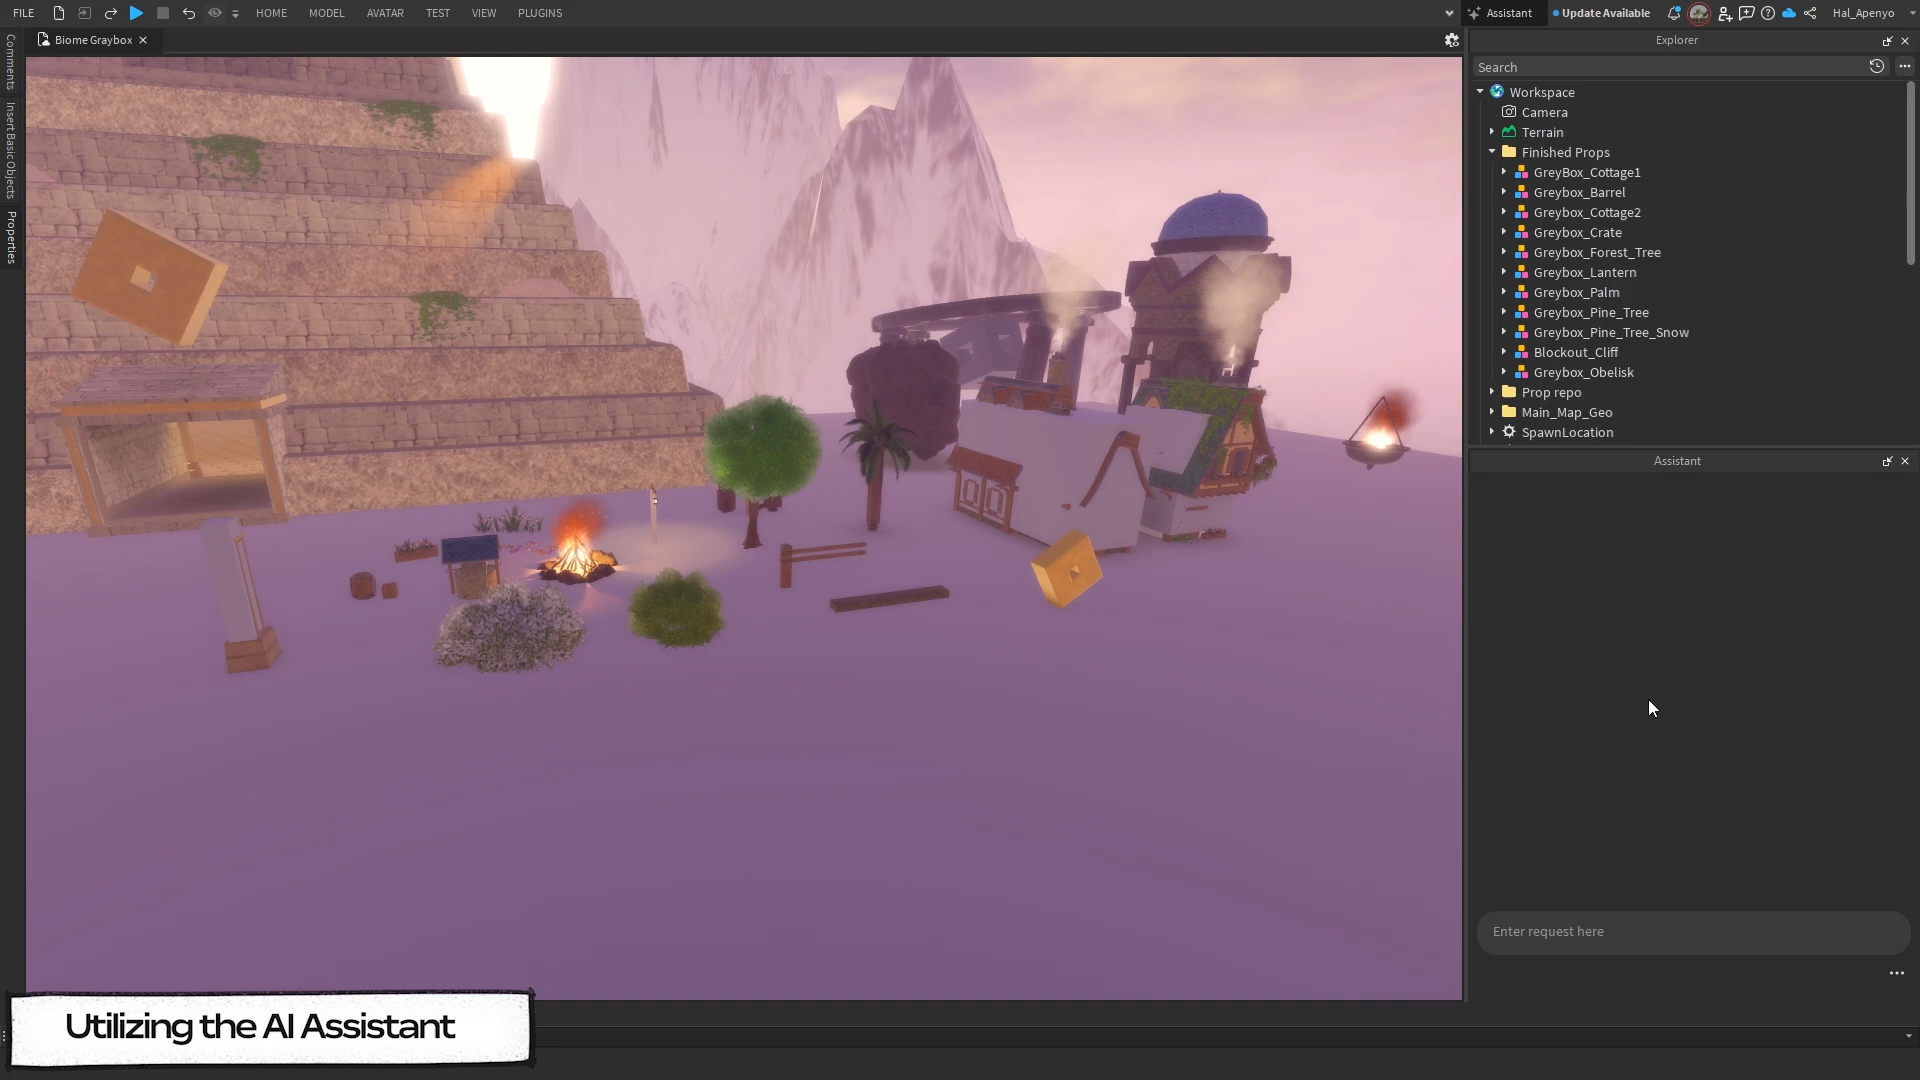 FILE
HOME
MODEL
AVATAR
TEST
VIEW
PLUGINS
Assistant
Update Available
Hal_Apenyo
Biome Graybox
Comments
Insert Basic Objects
Properties
Explorer
Search
Workspace
Camera
Terrain
Finished Props
GreyBox_Cottage1
Greybox_Barrel
Greybox_Cottage2
Greybox_Crate
Greybox_Forest_Tree
Greybox_Lantern
Greybox_Palm
Greybox_Pine_Tree
Greybox_Pine_Tree_Snow
Blockout_Cliff
Greybox_Obelisk
Prop repo
Main_Map_Geo
SpawnLocation
Assistant
Enter request here
Utilizing the AI Assistant